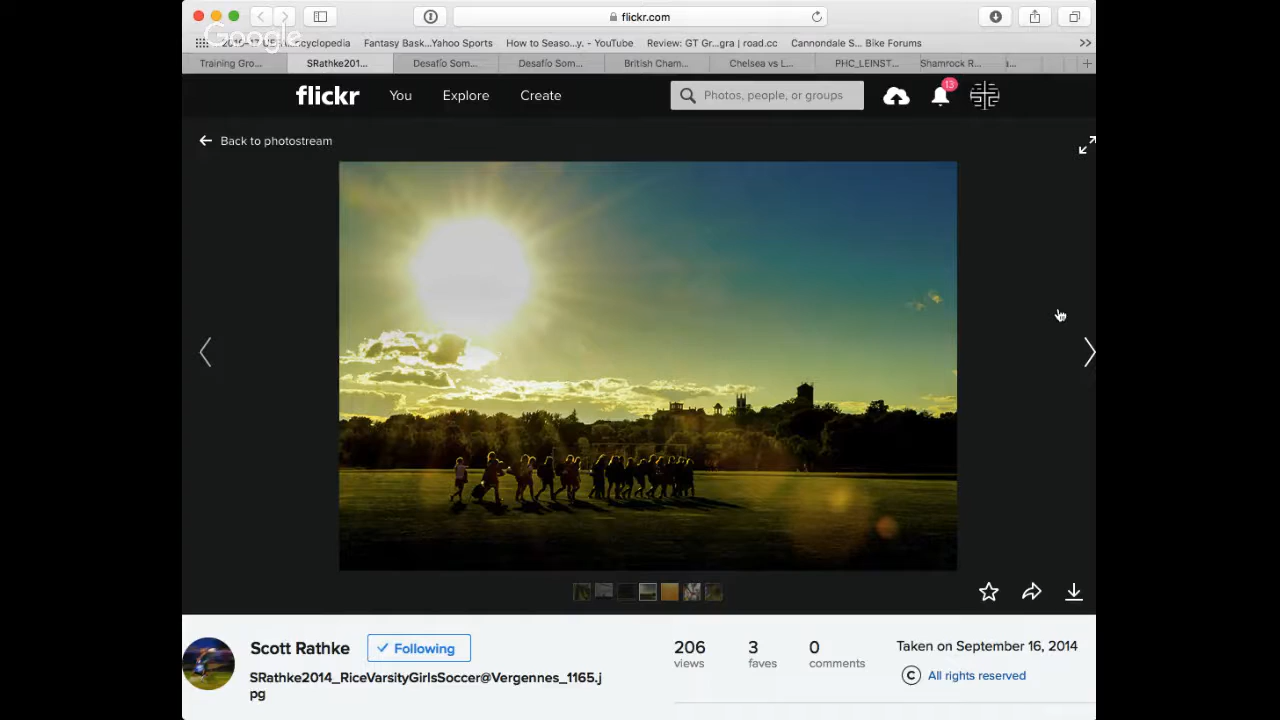 flickr.com
Google
Fantasy Bask...Yahoo Sports How to Seaso...y. - YouTube Review: GT Gr...gra | road.cc Cannondale S... Bike Forums
Training Gro... SRathke201... Desafío Som... Desafío Som... British Cham... Chelsea vs L... PHC_LEINST... Shamrock R...
flickr You Explore Create Photos, people, or groups 13
Back to photostream
Scott Rathke Following
SRathke2014_RiceVarsityGirlsSoccer@Vergennes_1165.j
pg
206 3 0
views faves comments
Taken on September 16, 2014
C All rights reserved